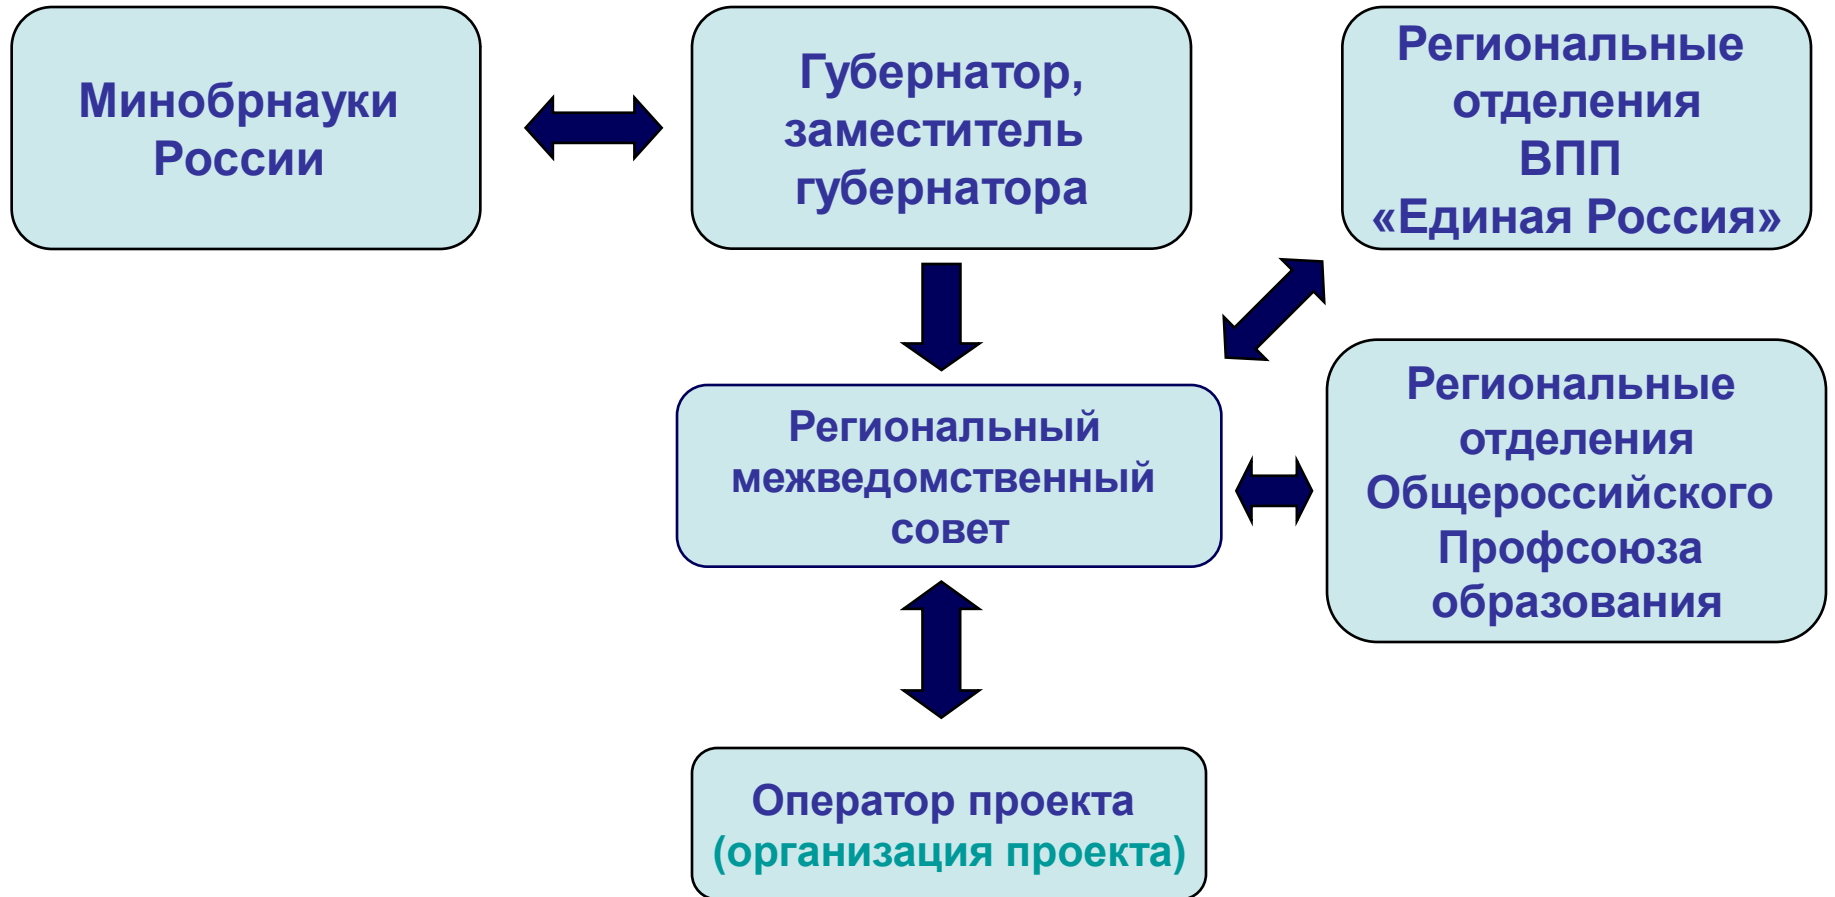 Минобрнауки
России
Губернатор,
заместитель
губернатора
Региональные
отделения
ВПП
«Единая Россия»
Региональный
межведомственный
совет
Региональные
отделения
Общероссийского
Профсоюза
образования
Оператор проекта
(организация проекта)